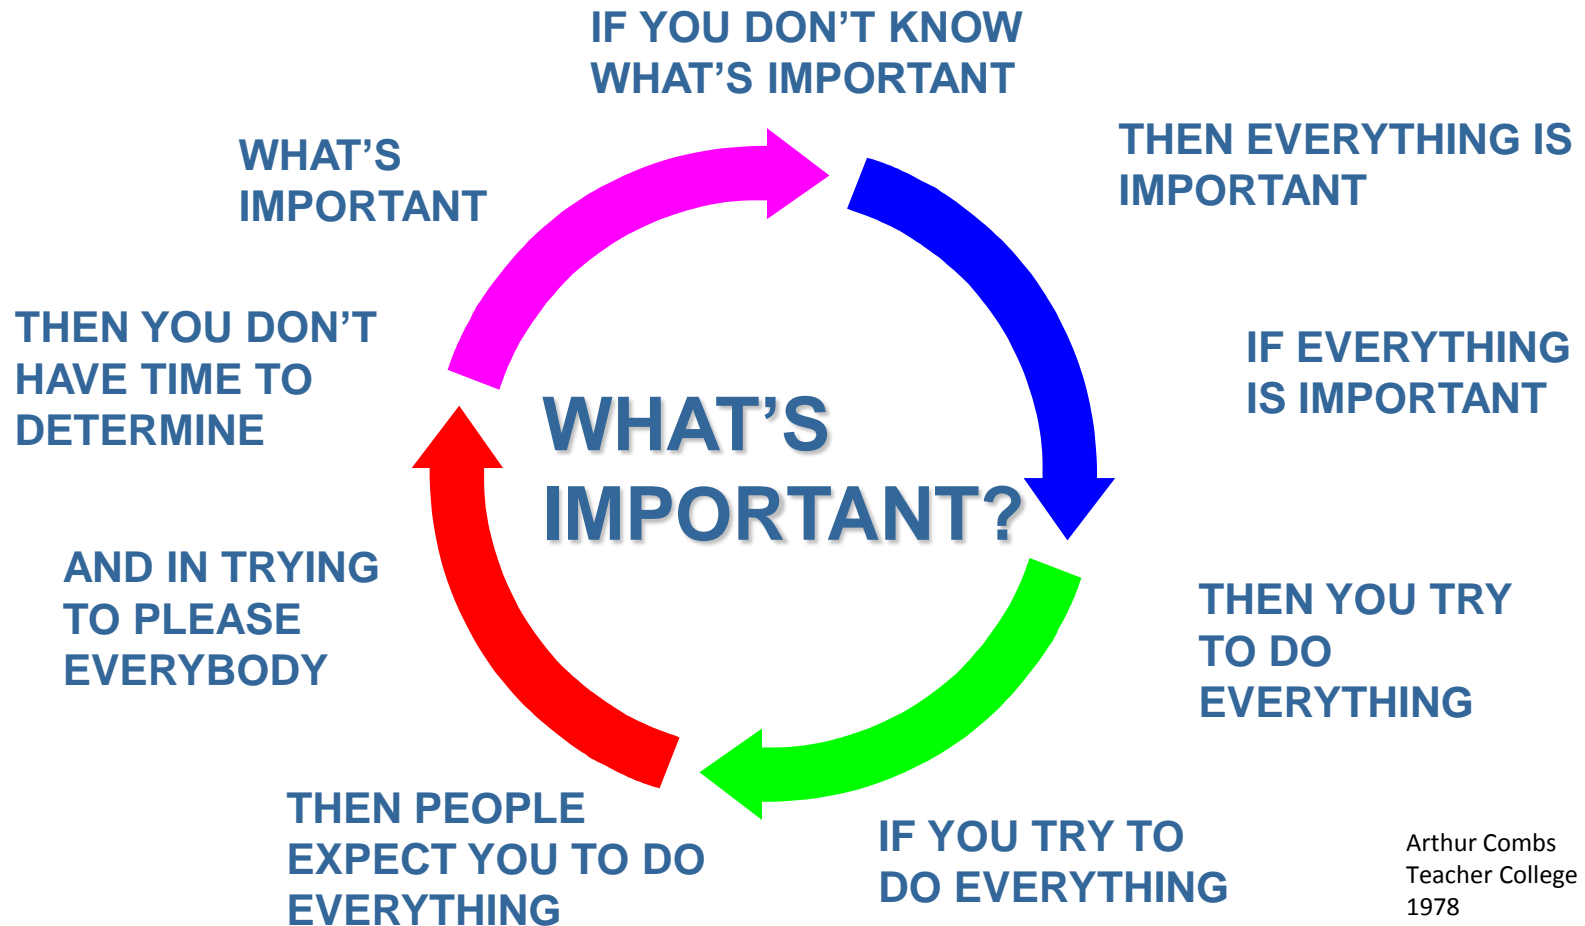 IF YOU DON’T KNOW
WHAT’S IMPORTANT
THEN EVERYTHING IS
IMPORTANT
IF EVERYTHING
IS IMPORTANT
THEN YOU TRY
TO DO
EVERYTHING
IF YOU TRY TO
DO EVERYTHING
THEN PEOPLE
EXPECT YOU TO DO
EVERYTHING
AND IN TRYING
TO PLEASE
EVERYBODY
THEN YOU DON’T
HAVE TIME TO
DETERMINE
WHAT’S
IMPORTANT
WHAT’S
IMPORTANT?
Arthur Combs
Teacher College
1978